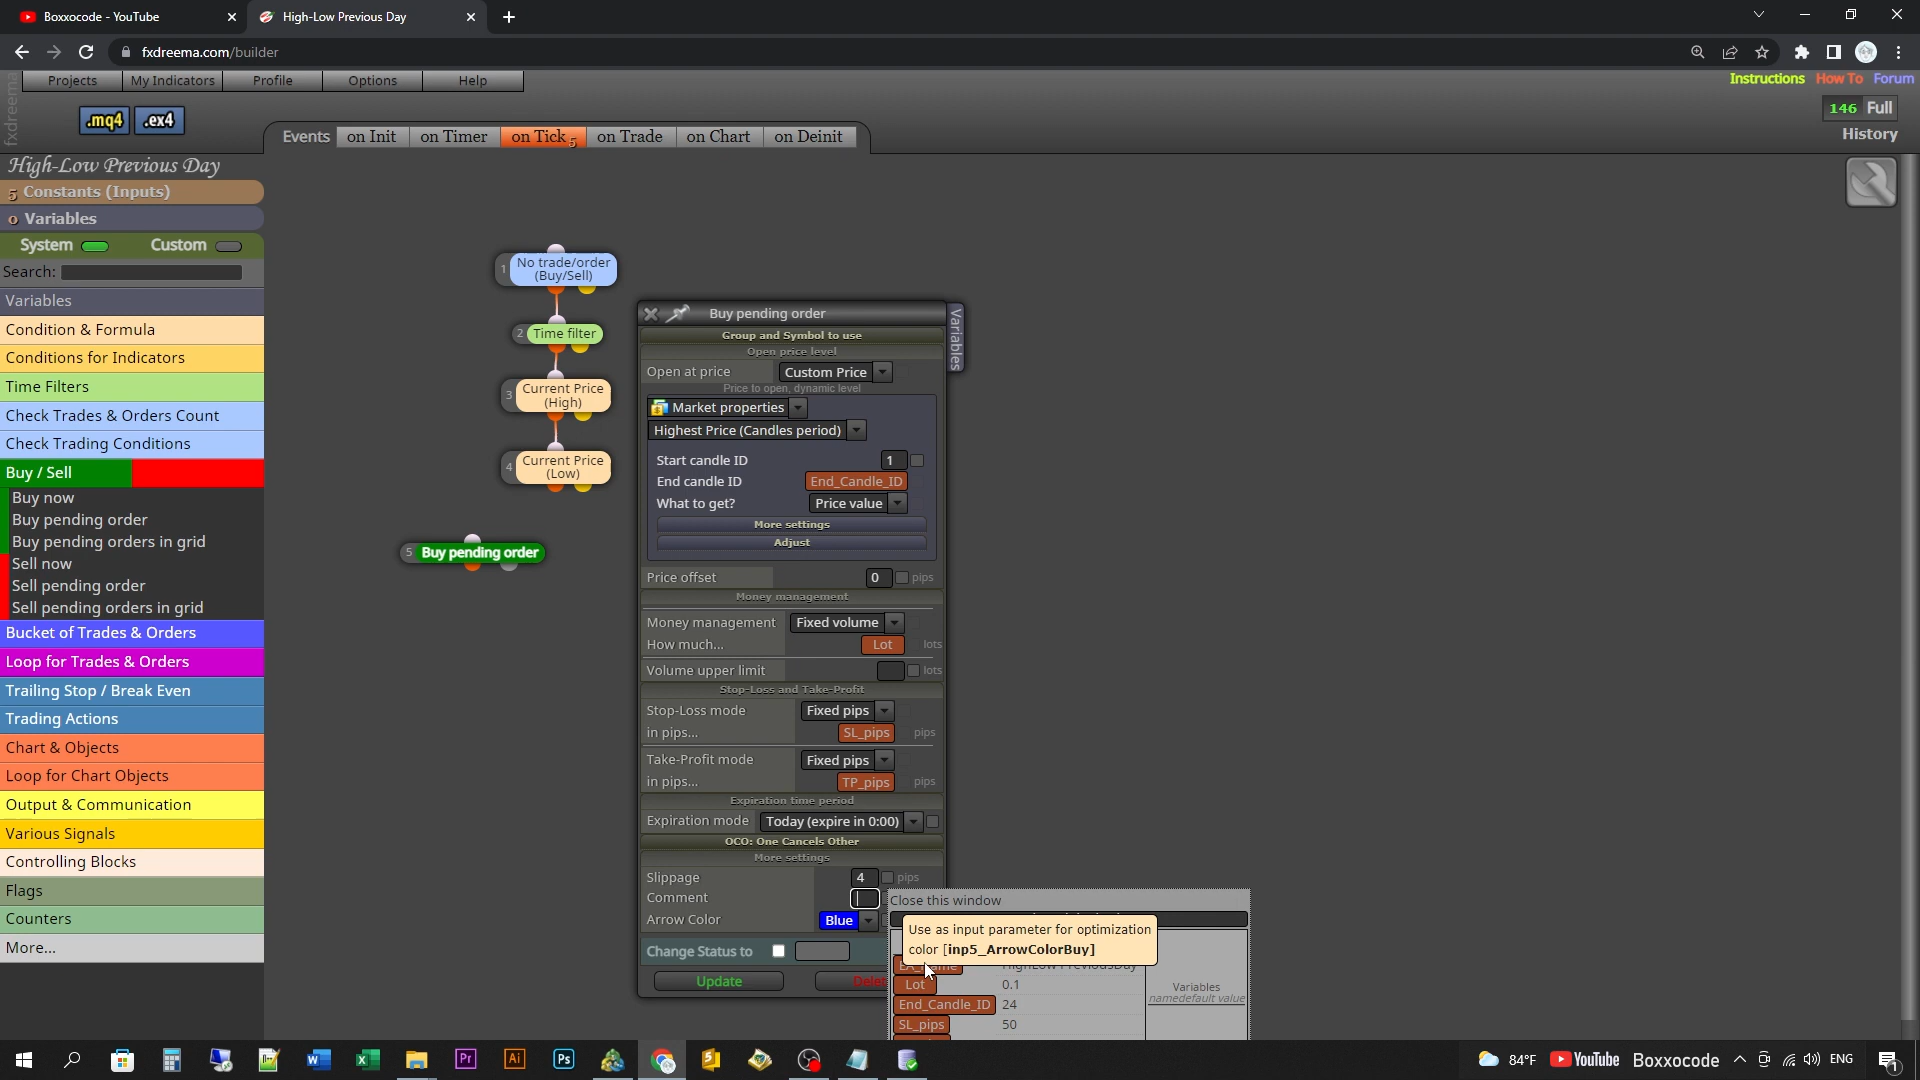 Boxxocode - YouTube
High-Low Previous Day
fxdreema.com/builder
Projects
My Indicators
Profile
Options
Help
Instructions
How To
Forum
fxdreema
.mq4
.ex4
146 Full
History
Events
on Init
on Timer
on Tick 5
on Trade
on Chart
on Deinit
High-Low Previous Day
5 Constants (Inputs)
0 Variables
System
Custom
Search:
Variables
Condition & Formula
Conditions for Indicators
Time Filters
Check Trades & Orders Count
Check Trading Conditions
Buy / Sell
Buy now
Buy pending order
Buy pending orders in grid
Sell now
Sell pending order
Sell pending orders in grid
Bucket of Trades & Orders
Loop for Trades & Orders
Trailing Stop / Break Even
Trading Actions
Chart & Objects
Loop for Chart Objects
Output & Communication
Various Signals
Controlling Blocks
Flags
Counters
More...
1 No trade/order
(Buy/Sell)
2 Time filter
3 Current Price
(High)
4 Current Price
(Low)
5 Buy pending order
Buy pending order
Variables
Group and Symbol to use
Open price level
Open at price Custom Price
Price to open, dynamic level
Market properties
Highest Price (Candles period)
Start candle ID 1
End candle ID End_Candle_ID
What to get? Price value
More settings
Adjust
Price offset 0 pips
Money management
Money management Fixed volume
How much... Lot lots
Volume upper limit lots
Stop-Loss and Take-Profit
Stop-Loss mode Fixed pips
in pips... SL_pips pips
Take-Profit mode Fixed pips
in pips... TP_pips pips
Expiration time period
Expiration mode Today (expire in 0:00)
OCO: One Cancels Other
More settings
Slippage 4 pips
Comment
Arrow Color Blue
Change Status to
Update
Close this window
Use as input parameter for optimization
color [inp5_ArrowColorBuy]
Lot 0.1
End_Candle_ID 24
SL_pips 50
Variables
name default value
84°F
YouTube
Boxxocode
ENG
1